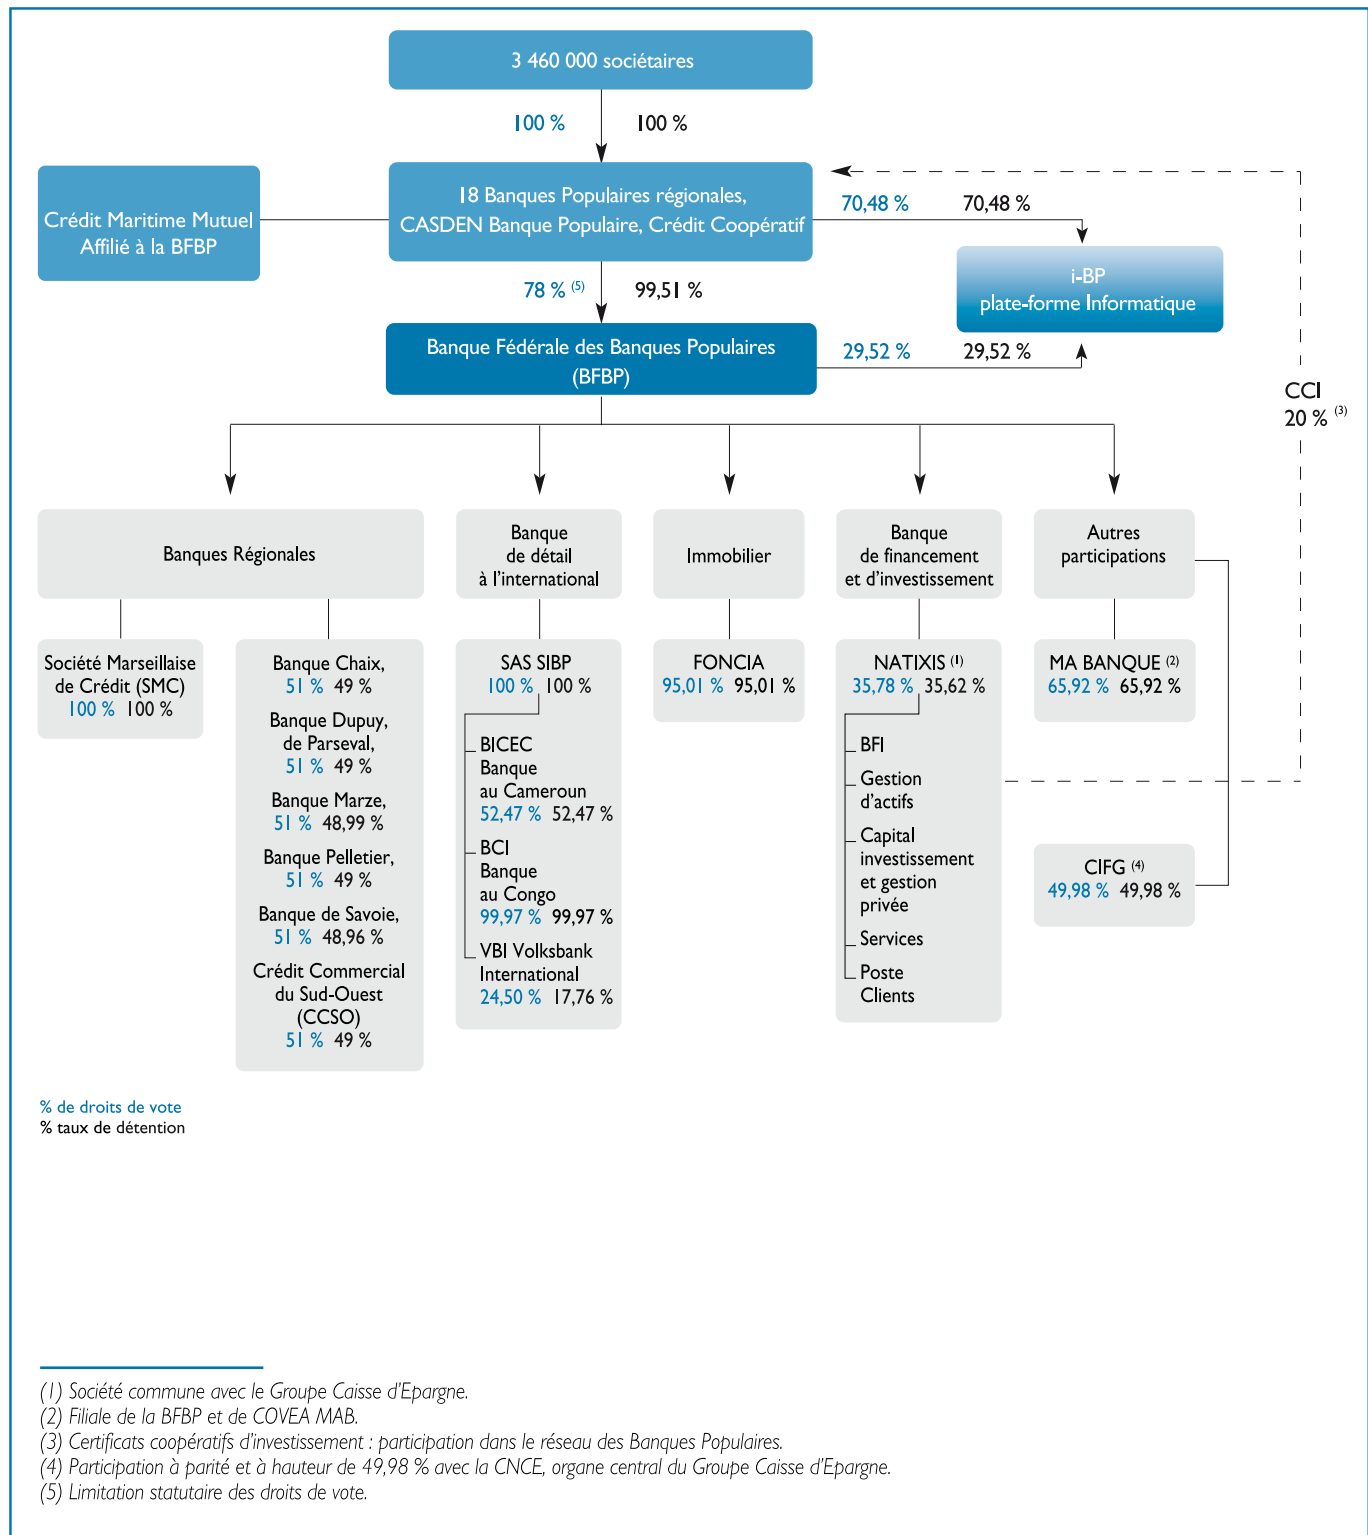 3 460 000 sociétaires
100 % 100 %
Crédit Maritime Mutuel
Affilié à la BFBP
18 Banques Populaires régionales,
CASDEN Banque Populaire, Crédit Coopératif
70,48 % 70,48 %
i-BP
plate-forme Informatique
78 % (5) 99,51 %
Banque Fédérale des Banques Populaires
(BFBP)
29,52 % 29,52 %
CCI
20 % (3)
Banques Régionales
Banque
de détail
à l'international
Immobilier
Banque
de financement
et d'investissement
Autres
participations
Société Marseillaise
de Crédit (SMC)
100 % 100 %
Banque Chaix,
51 % 49 %
Banque Dupuy,
de Parseval,
51 % 49 %
Banque Marze,
51 % 48,99 %
Banque Pelletier,
51 % 49 %
Banque de Savoie,
51 % 48,96 %
Crédit Commercial
du Sud-Ouest
(CCSO)
51 % 49 %
SAS SIBP
100 % 100 %
BICEC
Banque
au Cameroun
52,47 % 52,47 %
BCI
Banque
au Congo
99,97 % 99,97 %
VBI Volksbank
International
24,50 % 17,76 %
FONCIA
95,01 % 95,01 %
NATIXIS (1)
35,78 % 35,62 %
BFI
Gestion
d'actifs
Capital
investissement
et gestion
privée
Services
Poste
Clients
MA BANQUE (2)
65,92 % 65,92 %
CIFG (4)
49,98 % 49,98 %
% de droits de vote
% taux de détention
(1) Société commune avec le Groupe Caisse d'Epargne.
(2) Filiale de la BFBP et de COVEA MAB.
(3) Certificats coopératifs d'investissement : participation dans le réseau des Banques Populaires.
(4) Participation à parité et à hauteur de 49,98 % avec la CNCE, organe central du Groupe Caisse d'Epargne.
(5) Limitation statutaire des droits de vote.